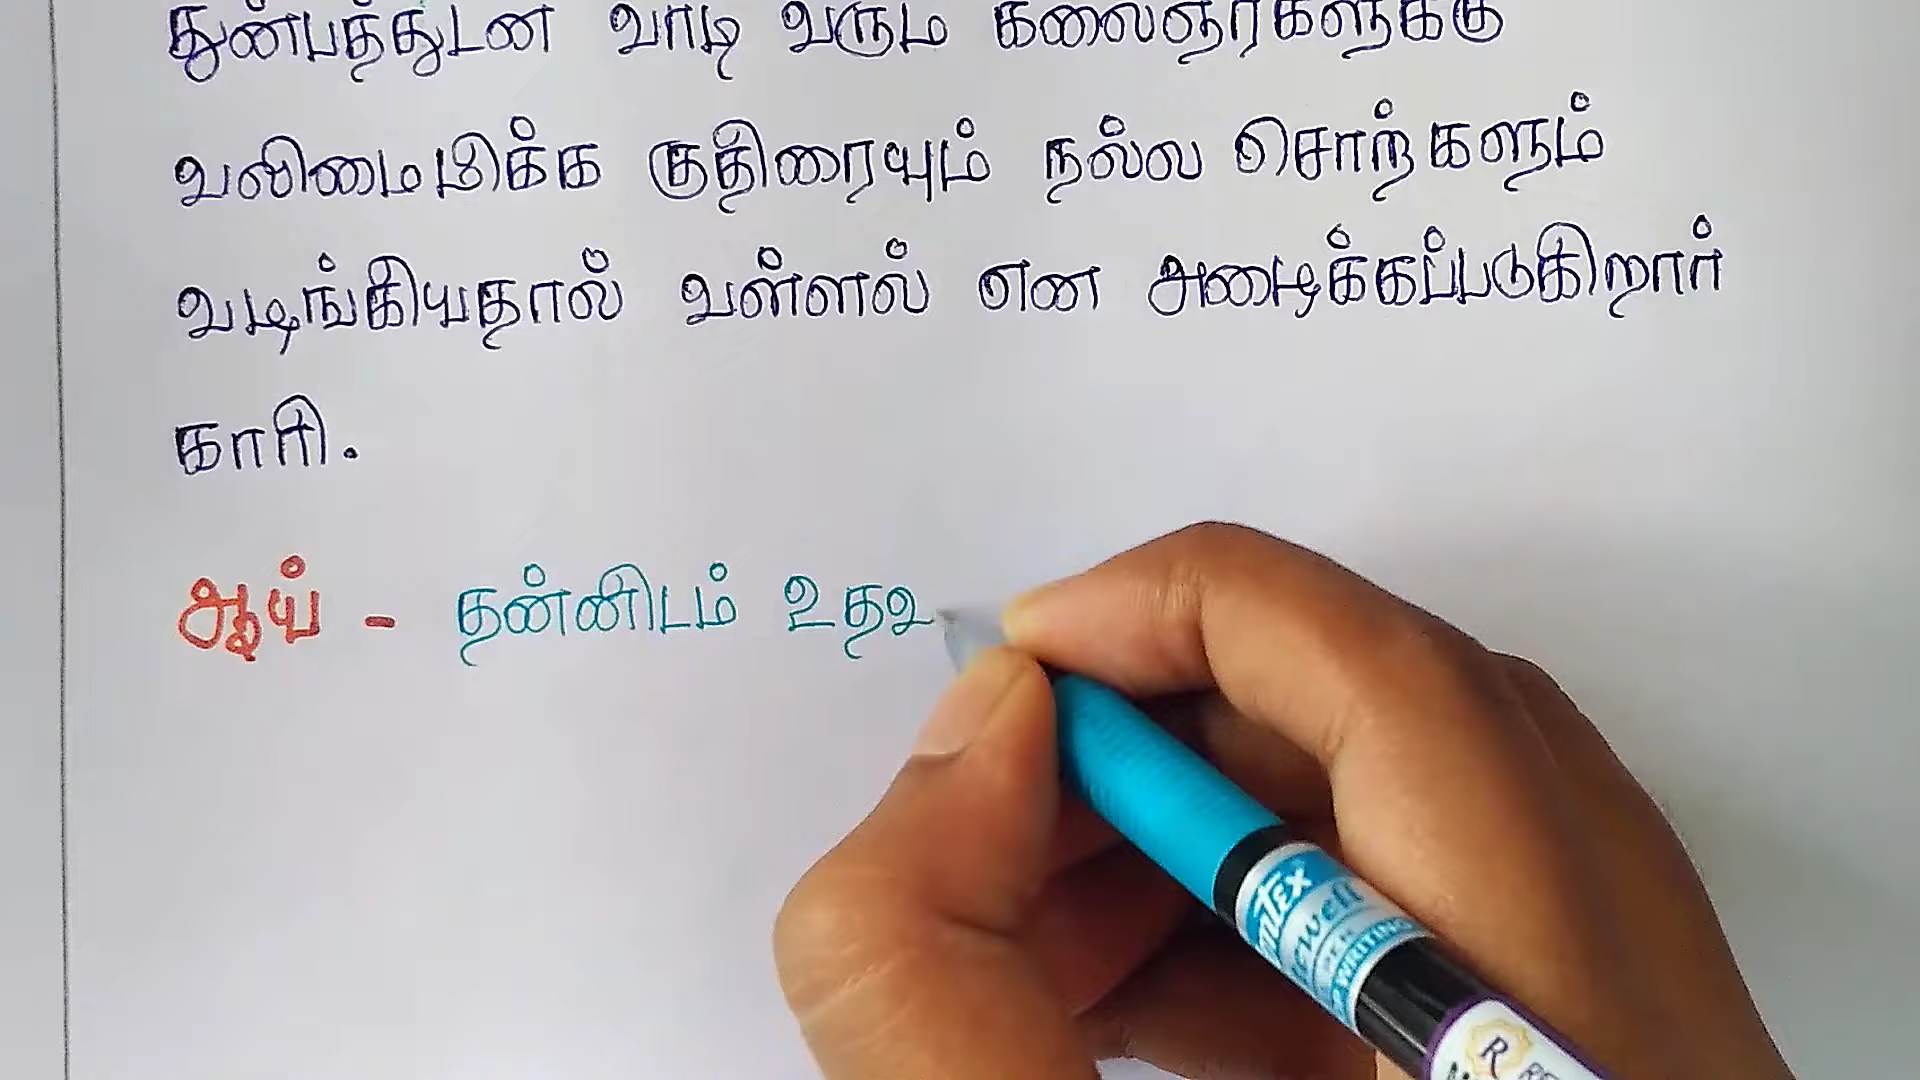 துன்பத்துடன் வாடி வரும் கலைஞர்களுக்கு
வலிமைமிக்க குதிரையும் நல்ல சொற்களும்
வழங்கியதால் வள்ளல் என அழைக்கப்படுகிறார்
காரி.
ஆய் - தன்னிடம் உதவ
WRITING
R